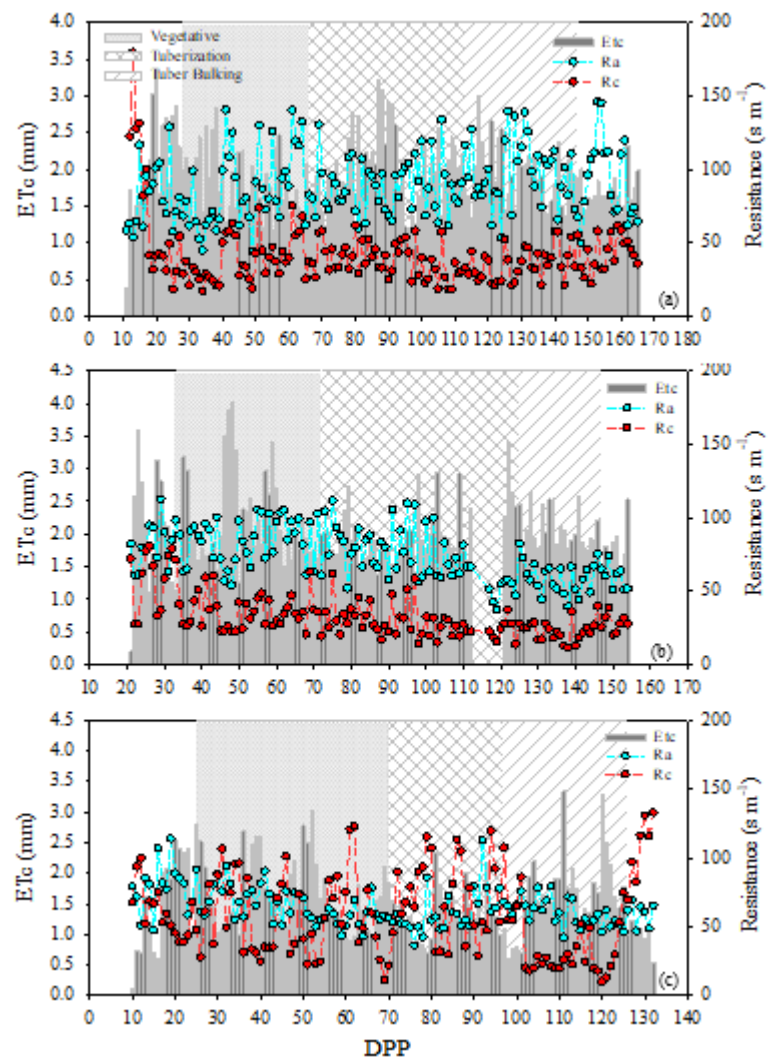 4.0
3.5
3.0
2.5
2.0
1.5
1.0
0.5
0.0
ETc (mm)
Vegetative
Tuberization
Tuber Bulking
Etc
Ra
Rc
200
150
100
50
0
Resistance (s m⁻¹)
(a)
0 10 20 30 40 50 60 70 80 90 100 110 120 130 140 150 160 170 180
4.5
4.0
3.5
3.0
2.5
2.0
1.5
1.0
0.5
0.0
ETc (mm)
Etc
Ra
Rc
200
150
100
50
0
Resistance (s m⁻¹)
(b)
10 20 30 40 50 60 70 80 90 100 110 120 130 140 150 160 170
4.5
4.0
3.5
3.0
2.5
2.0
1.5
1.0
0.5
0.0
ETc (mm)
Etc
Ra
Rc
200
150
100
50
0
Resistance (s m⁻¹)
(c)
0 10 20 30 40 50 60 70 80 90 100 110 120 130 140
DPP